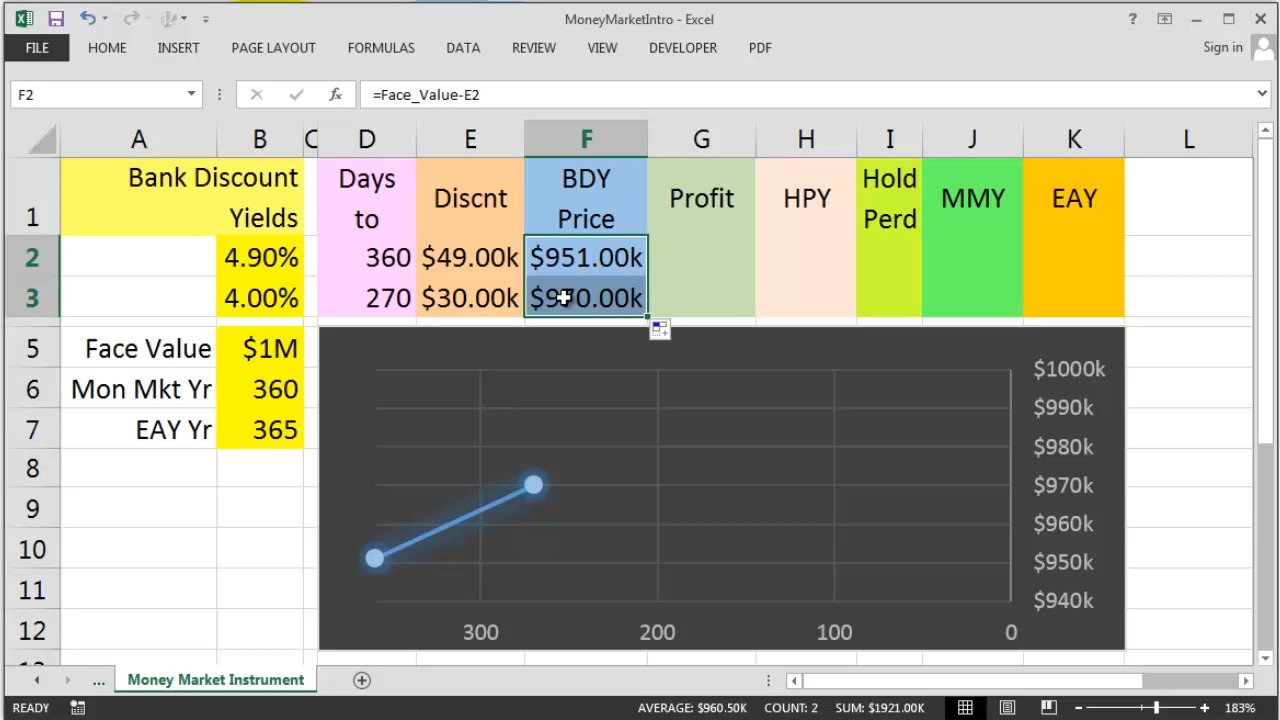 MoneyMarketIntro - Excel
?
FILE HOME INSERT PAGE LAYOUT FORMULAS DATA REVIEW VIEW DEVELOPER PDF Sign in
F2 fx =Face_Value-E2
A B C D E F G H I J K L
1 Bank Discount Yields Days to Discnt BDY Price Profit HPY Hold Perd MMY EAY
2 4.90% 360 $49.00k $951.00k
3 4.00% 270 $30.00k $970.00k
5 Face Value $1M
6 Mon Mkt Yr 360
7 EAY Yr 365
8
9
10
11
12
13
$1000k
$990k
$980k
$970k
$960k
$950k
$940k
300 200 100 0
... Money Market Instrument
READY AVERAGE: $960.50K COUNT: 2 SUM: $1921.00K 183%